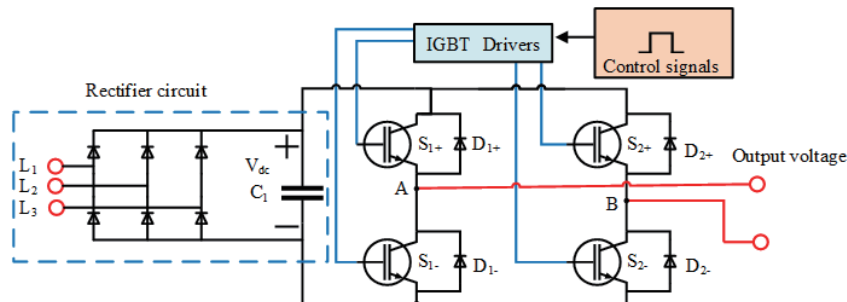 IGBT Drivers
Control signals
Rectifier circuit
L1
L2
L3
+
Vdc
C1
−
S1+
D1+
S2+
D2+
Output voltage
A
B
S1-
D1-
S2-
D2-